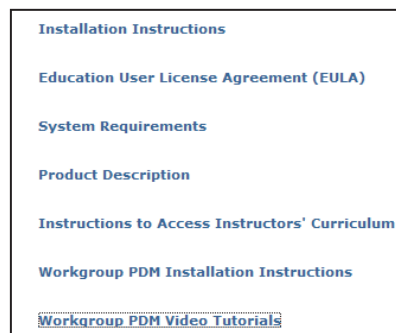 Installation Instructions
Education User License Agreement (EULA)
System Requirements
Product Description
Instructions to Access Instructors' Curriculum
Workgroup PDM Installation Instructions
Workgroup PDM Video Tutorials